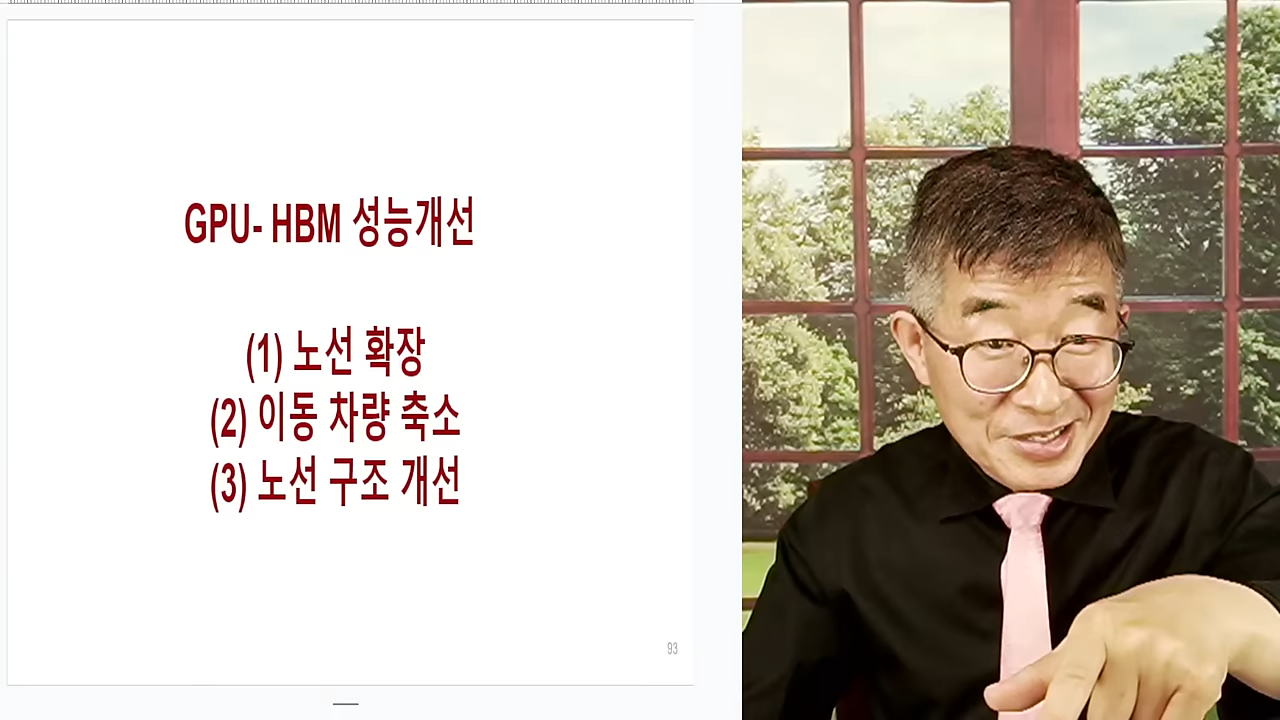 GPU- HBM 성능개선
(1) 노선 확장
(2) 이동 차량 축소
(3) 노선 구조 개선
93